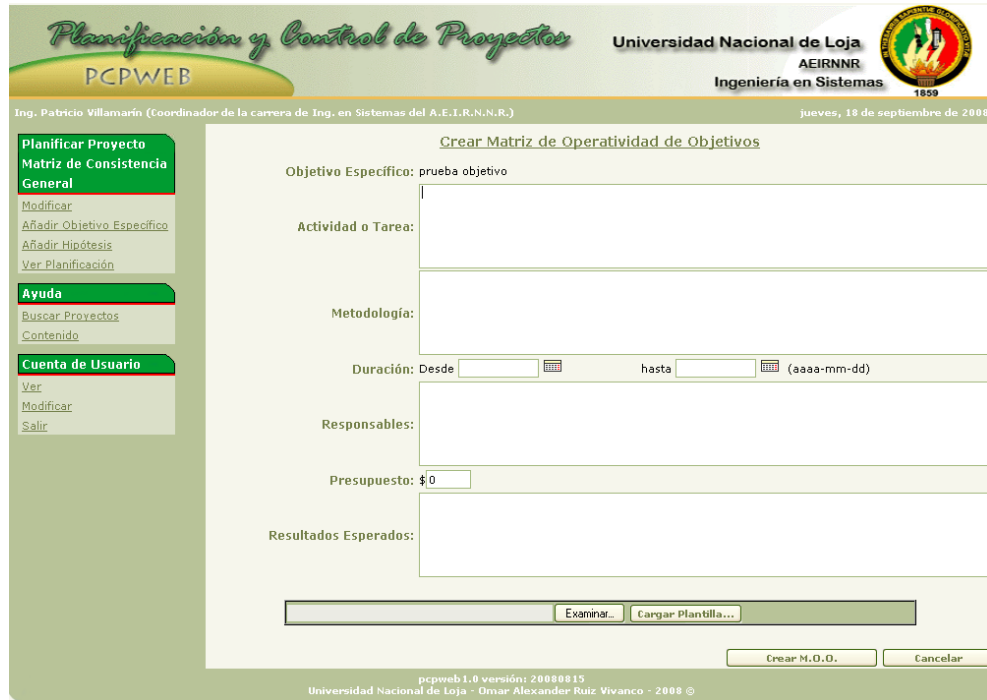 Planificación y Control de Proyectos
PCPWEB
Universidad Nacional de Loja
AEIRNNR
Ingeniería en Sistemas
1859
Ing. Patricio Villamarín (Coordinador de la carrera de Ing. en Sistemas del A.E.I.R.N.N.R.)
jueves, 18 de septiembre de 2008
Planificar Proyecto
Matriz de Consistencia
General
Modificar
Añadir Objetivo Específico
Añadir Hipótesis
Ver Planificación
Ayuda
Buscar Proyectos
Contenido
Cuenta de Usuario
Ver
Modificar
Salir
Crear Matriz de Operatividad de Objetivos
Objetivo Específico: prueba objetivo
Actividad o Tarea:
Metodología:
Duración: Desde hasta (aaaa-mm-dd)
Responsables:
Presupuesto: $ 0
Resultados Esperados:
Examinar... Cargar Plantilla...
Crear M.O.O. Cancelar
pcpweb1.0 versión: 20080815
Universidad Nacional de Loja - Omar Alexander Ruiz Vivanco - 2008 ©